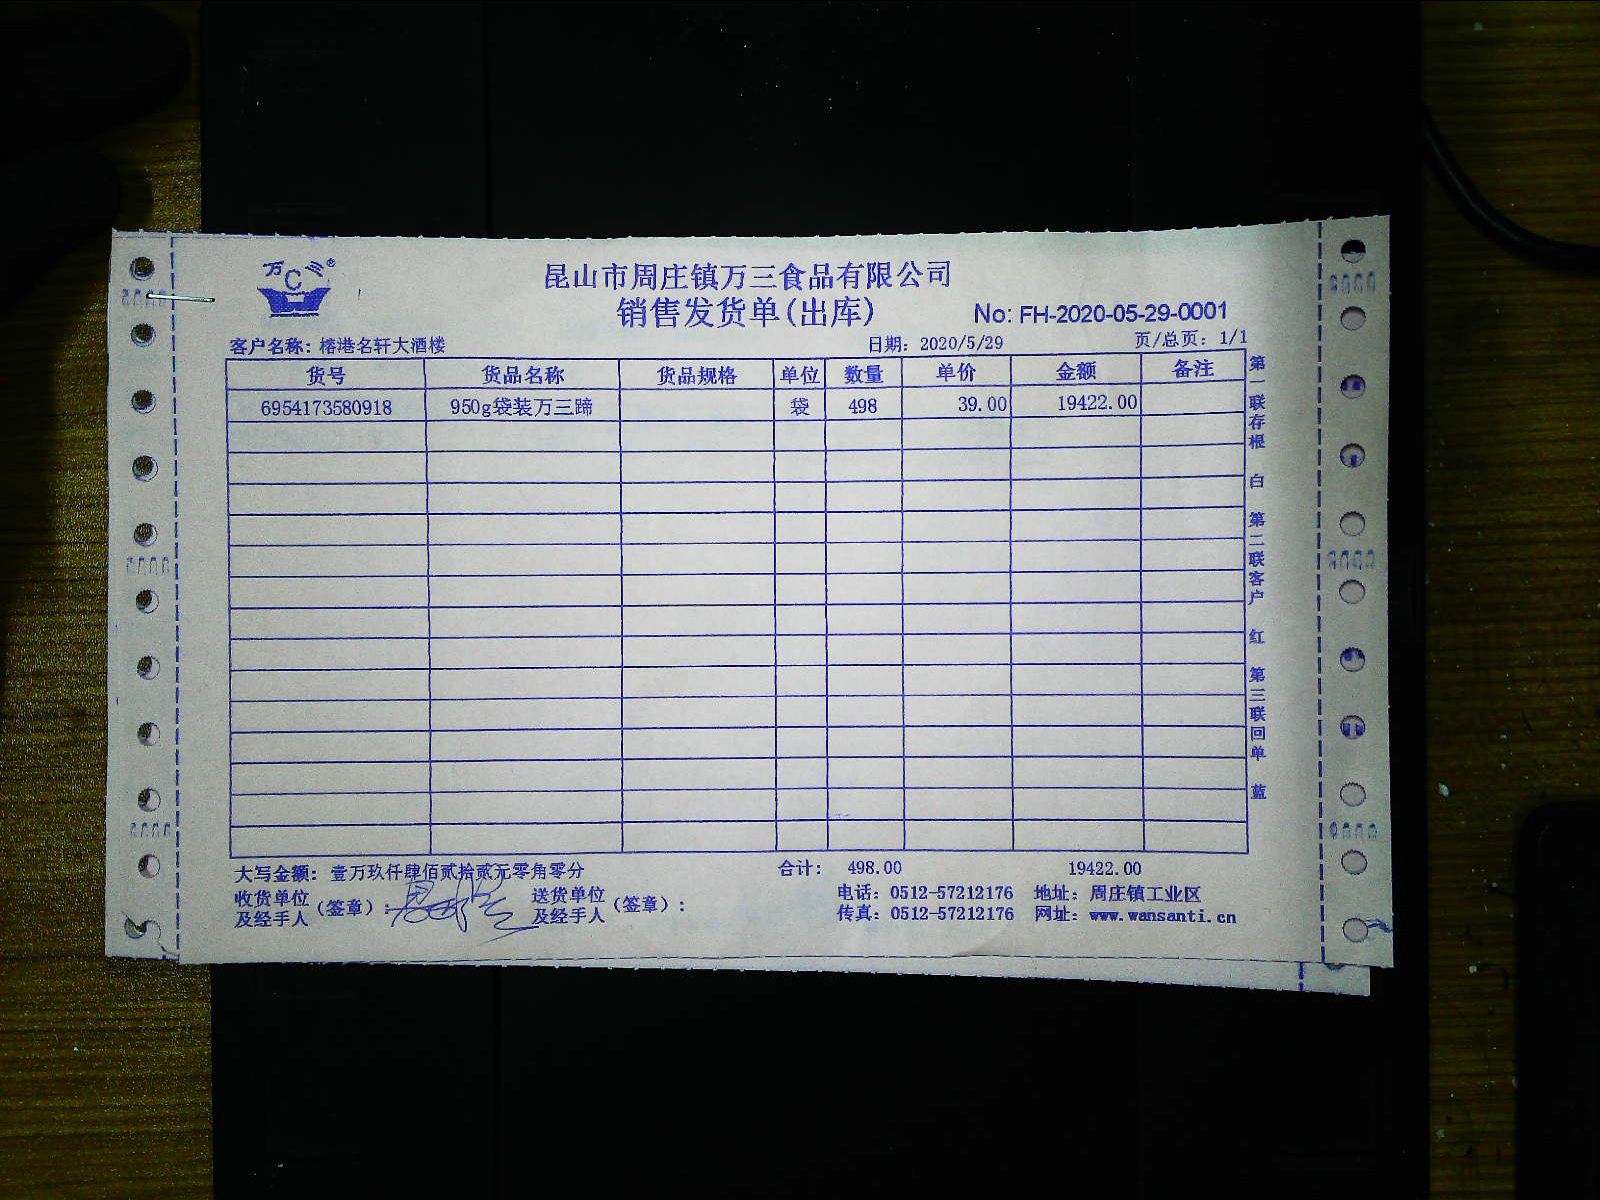 万C三®
昆山市周庄镇万三食品有限公司
销售发货单(出库)
No: FH-2020-05-29-0001
客户名称: 榕港名轩大酒楼 日期: 2020/5/29 页/总页: 1/1
货号 货品名称 货品规格 单位 数量 单价 金额 备注
6954173580918 950g袋装万三蹄 袋 498 39.00 19422.00
第一联存根 白 第二联客户 红 第三联回单 蓝
大写金额: 壹万玖仟肆佰贰拾贰元零角零分 合计: 498.00 19422.00
收货单位及经手人(签章): 送货单位及经手人(签章):
电话: 0512-57212176 地址: 周庄镇工业区
传真: 0512-57212176 网址: www.wansanti.cn